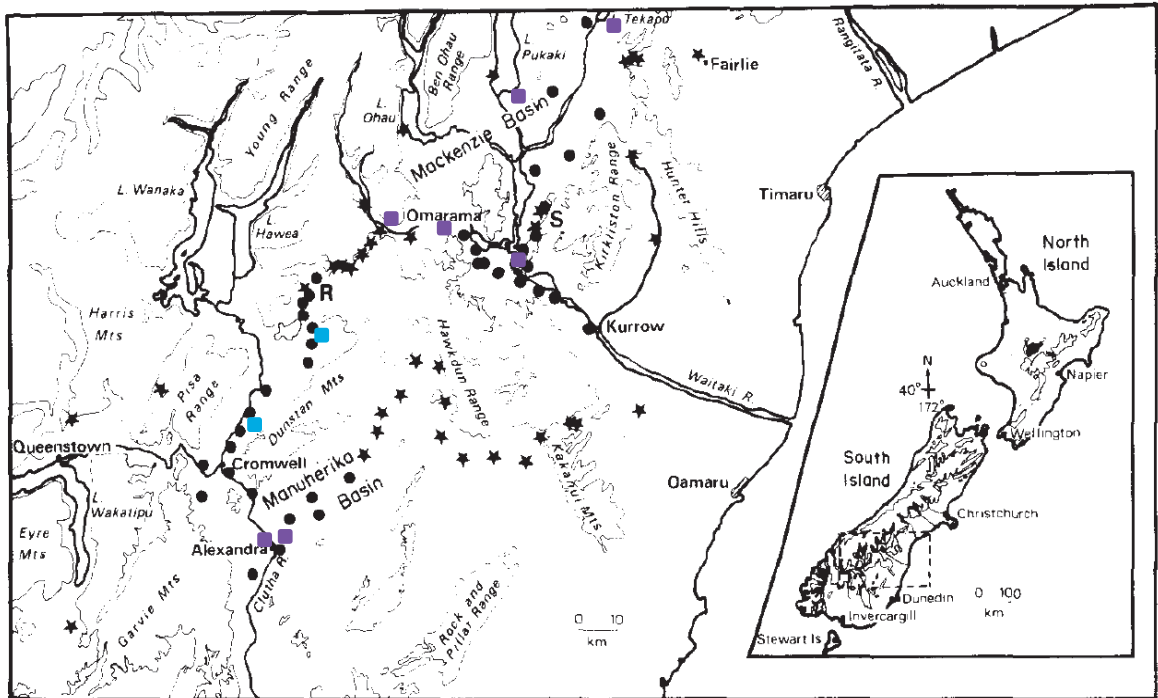 Tekapo
Rangitata R.
L.
Pukaki
Fairlie
Ben Ohau
Range
Young Range
L.
Ohau
Mackenzie Basin
L. Wanaka
Timaru
Kirkliston Range
Hunter Hills
Omarama
S
L.
Hawea
North
Island
Auckland
R
Harris
Mts
Kurrow
N
40°
172°
Napier
Hawkdun Range
Waitaki R.
Pisa
Range
Dunstan Mts
Wellington
Queenstown
Cromwell
South
Island
Kakanui Mts
Oamaru
Manuherikia
Basin
L.
Wakatipu
Christchurch
Eyre
Mts
Alexandra
Clutha R.
Garvie Mts
Rock and
Pillar Range
0 10
km
Dunedin
0 100
km
Invercargill
Stewart Is.